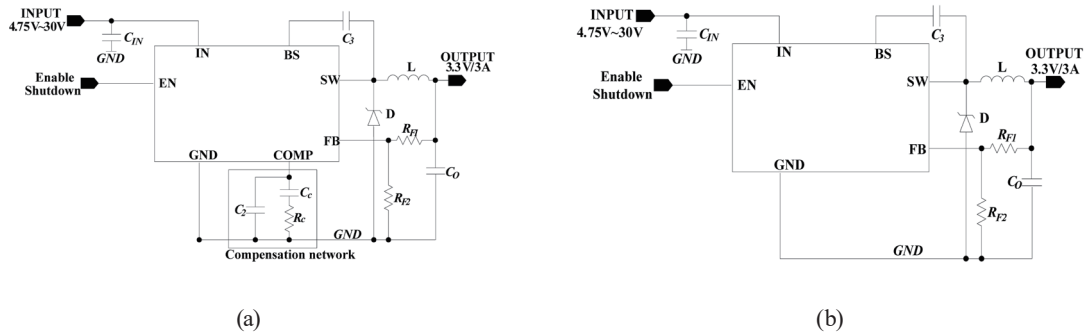 INPUT
4.75V~30V
C_IN
GND
C_3
IN
BS
Enable
Shutdown
EN
SW
L
OUTPUT
3.3V/3A
D
FB
R_F1
GND
COMP
C_O
C_2
C_c
R_c
R_F2
GND
Compensation network
(a)
INPUT
4.75V~30V
C_IN
GND
C_3
IN
BS
Enable
Shutdown
EN
SW
L
OUTPUT
3.3V/3A
D
FB
R_F1
GND
C_O
R_F2
GND
(b)